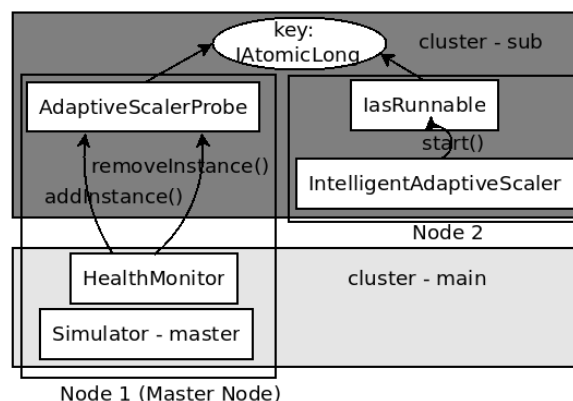 key:
IAtomicLong
cluster - sub
AdaptiveScalerProbe
IasRunnable
start()
removeInstance()
addInstance()
IntelligentAdaptiveScaler
Node 2
HealthMonitor
cluster - main
Simulator - master
Node 1 (Master Node)